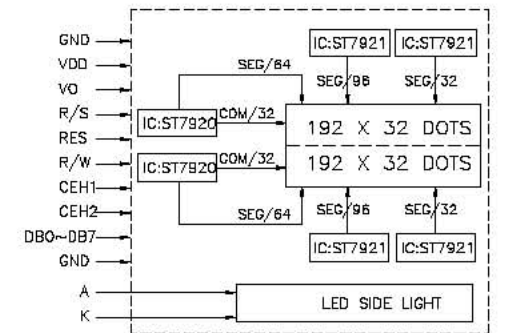 GND
VDD
VO
R/S
RES
R/W
CEH1
CEH2
DB0~DB7
GND
A
K
IC:ST7920
IC:ST7920
SEG/64
COM/32
COM/32
SEG/64
IC:ST7921
IC:ST7921
SEG/96
SEG/32
192 X 32 DOTS
192 X 32 DOTS
SEG/96
SEG/32
IC:ST7921
IC:ST7921
LED SIDE LIGHT